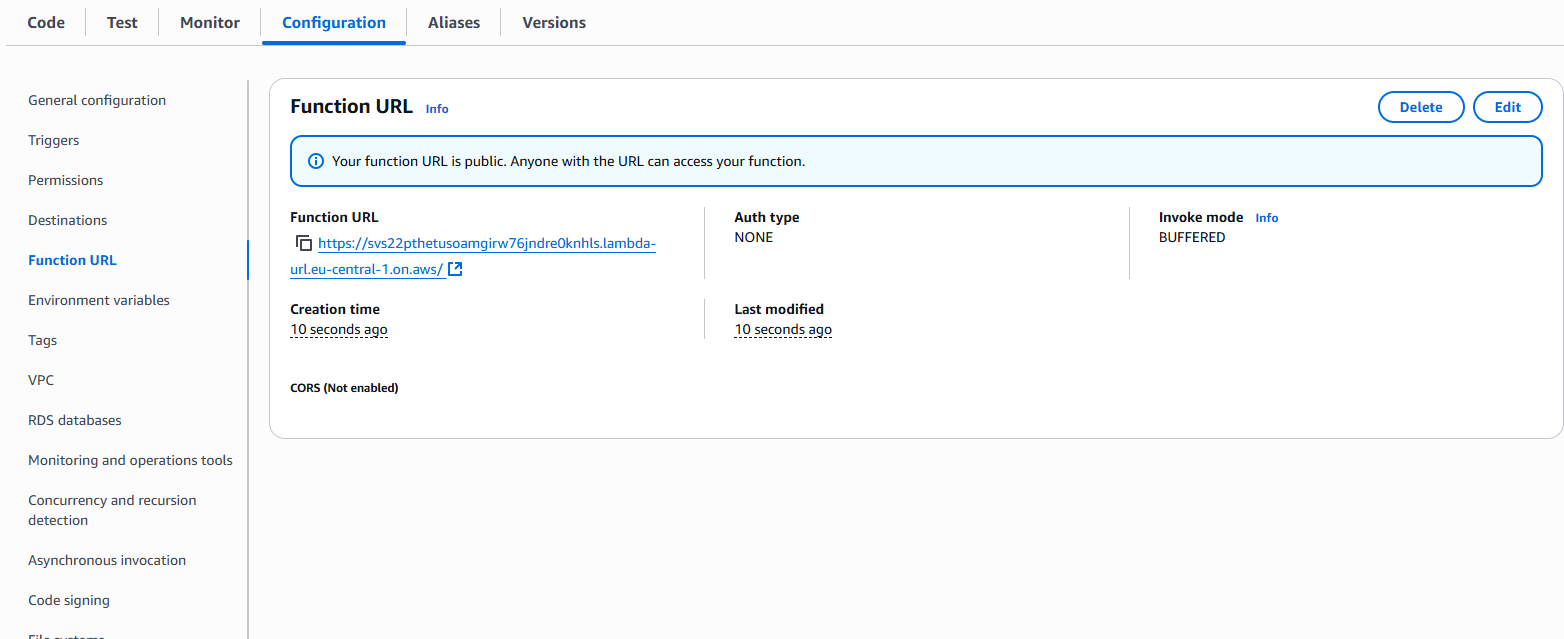 Code
Test
Monitor
Configuration
Aliases
Versions
General configuration
Triggers
Permissions
Destinations
Function URL
Environment variables
Tags
VPC
RDS databases
Monitoring and operations tools
Concurrency and recursion
detection
Asynchronous invocation
Code signing
File systems
Function URL Info
Delete
Edit
Your function URL is public. Anyone with the URL can access your function.
Function URL
https://svs22pthetusoamgirw76jndre0knhls.lambda-
url.eu-central-1.on.aws/
Auth type
NONE
Invoke mode Info
BUFFERED
Creation time
10 seconds ago
Last modified
10 seconds ago
CORS (Not enabled)